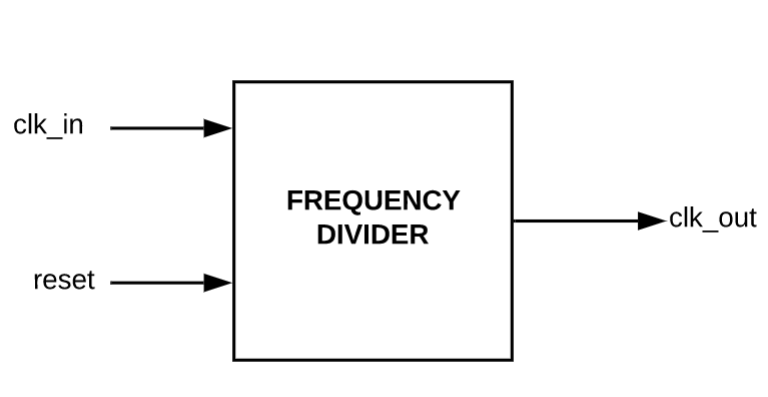 clk_in
FREQUENCY
DIVIDER
clk_out
reset